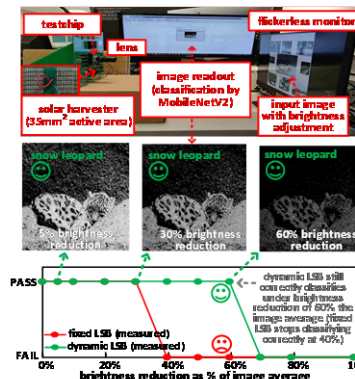 testchip
lens
solar harvester
(35mm² active area)
image readout
(classification by
MobileNetV2)
flickerless monitor
input image
with brightness
adjustment
snow leopard
5% brightness
reduction
snow leopard
30% brightness
reduction
snow leopard
60% brightness
reduction
PASS
FAIL
dynamic LSB still
correctly classifies
under brightness
reduction of 60% the
image average (fixed
LSB stops classifying
correctly at 40%)
fixed LSB (measured)
dynamic LSB (measured)
0% 20% 40% 60% 80% 100%
brightness reduction as % of image average